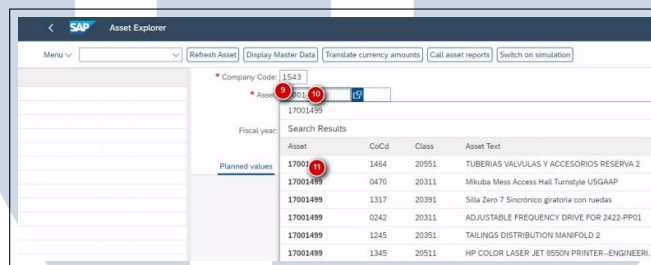 < SAP Asset Explorer
Menu Refresh Asset Display Master Data Translate currency amounts Call asset reports Switch on simulation
* Company Code: 1543
* Asset 9 10
17001499
Fiscal year: Search Results
Asset CoCd Class Asset Text
Planned values 11 1464 20551 TUBERIAS VALVULAS Y ACCESORIOS RESERVA 2
17001499 0470 20311 Mikuba Mess Access Hall Turnstyle USGAAP
17001499 1317 20391 Silla Zero 7 Sincrónico giratoria con ruedas
17001499 0242 20311 ADJUSTABLE FREQUENCY DRIVE FOR 2422-PP01
17001499 1245 20351 TAILINGS DISTRIBUTION MANIFOLD 2
17001499 1345 20511 HP COLOR LASER JET 8550N PRINTER--ENGINEERI.